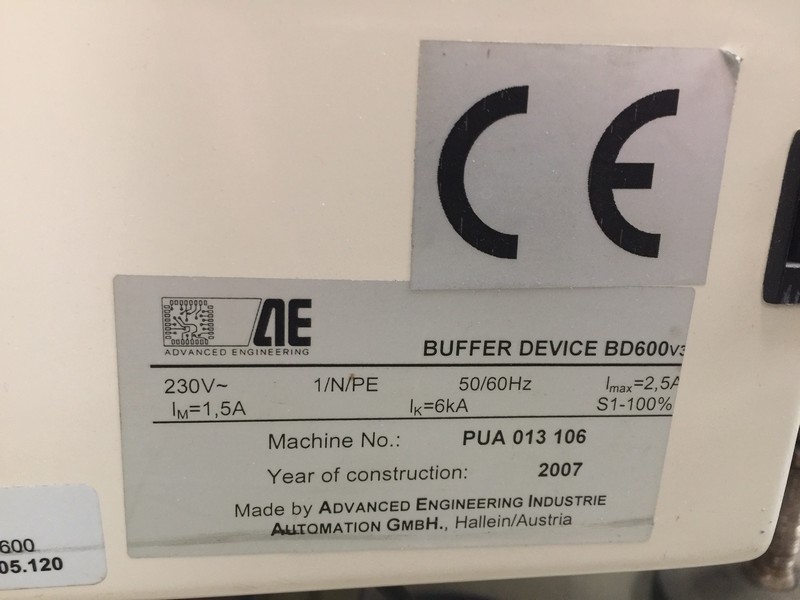 CE
AE
ADVANCED ENGINEERING
BUFFER DEVICE BD600V3
230V~ 1/N/PE 50/60Hz Imax=2,5A
IM=1,5A IK=6kA S1-100%
Machine No.: PUA 013 106
Year of construction: 2007
Made by ADVANCED ENGINEERING INDUSTRIE
AUTOMATION GMBH., Hallein/Austria
600
05.120